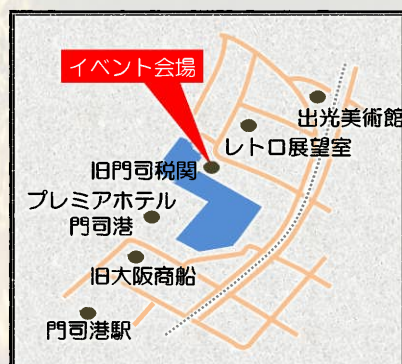 イベント会場
出光美術館
レトロ展望室
旧門司税関
プレミアホテル
門司港
旧大阪商船
門司港駅